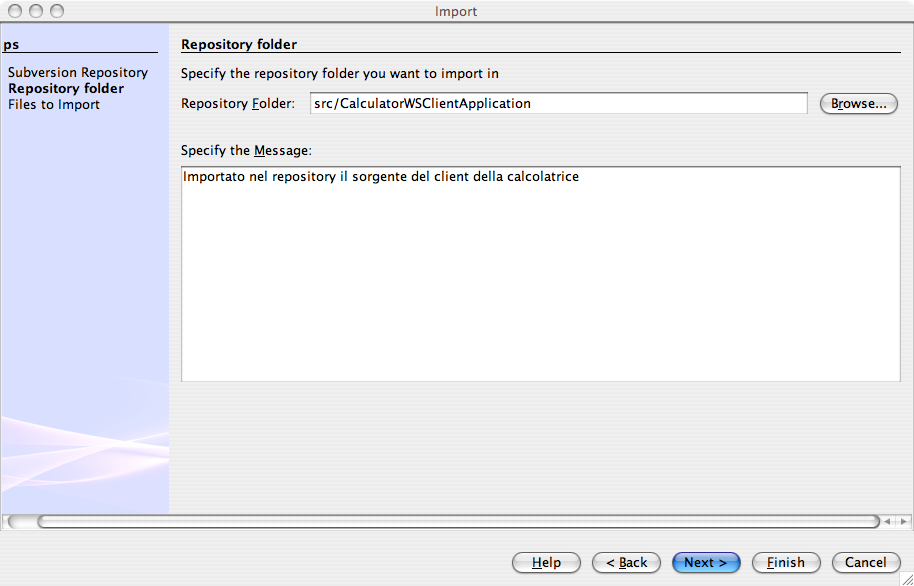 Import
ps
Subversion Repository
Repository folder
Files to Import
Repository folder
Specify the repository folder you want to import in
Repository Folder: src/CalculatorWSClientApplication Browse...
Specify the Message:
Importato nel repository il sorgente del client della calcolatrice
Help < Back Next > Finish Cancel